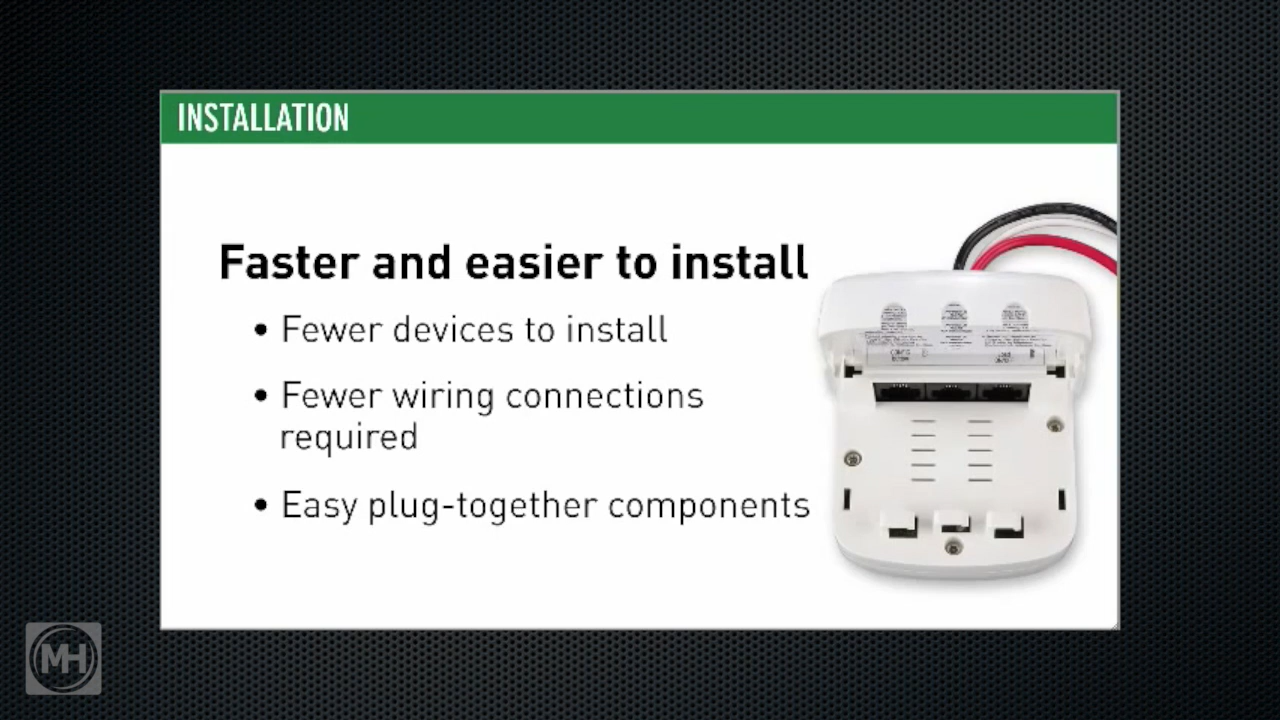 INSTALLATION
Faster and easier to install
• Fewer devices to install
• Fewer wiring connections
required
• Easy plug-together components
MH